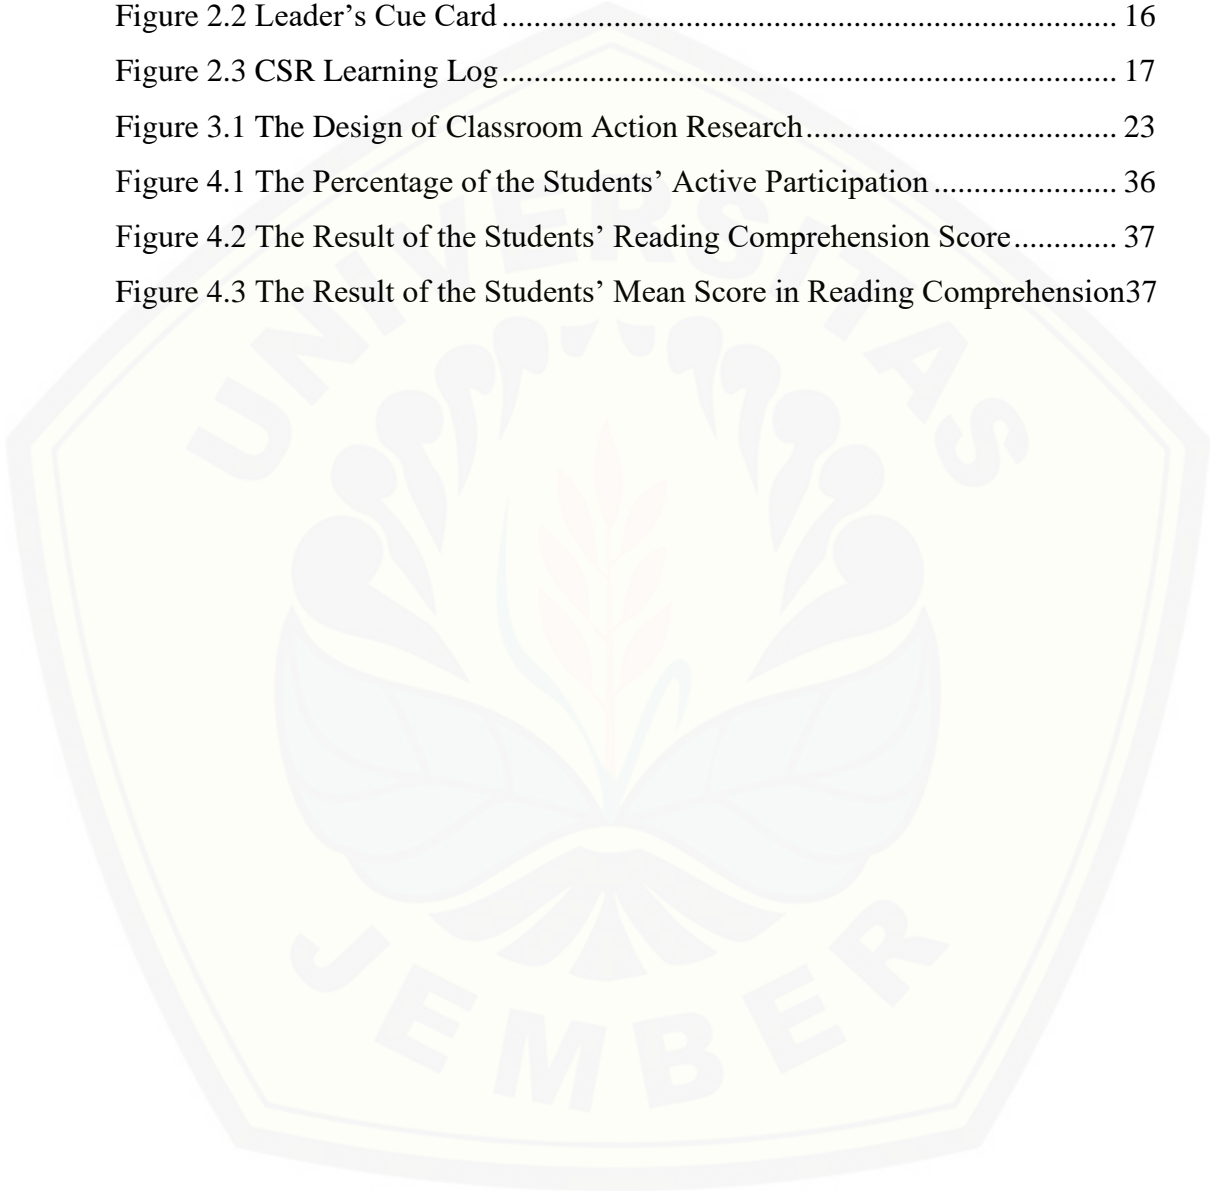 Figure 2.2 Leader’s Cue Card ............................................................................. 16
Figure 2.3 CSR Learning Log ............................................................................. 17
Figure 3.1 The Design of Classroom Action Research ....................................... 23
Figure 4.1 The Percentage of the Students’ Active Participation ....................... 36
Figure 4.2 The Result of the Students’ Reading Comprehension Score ............. 37
Figure 4.3 The Result of the Students’ Mean Score in Reading Comprehension37
UNIVERSITAS
JEMBER